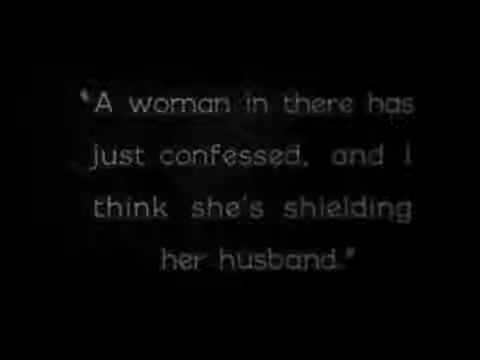 "A woman in there has
just confessed, and I
think she's shielding
her husband."